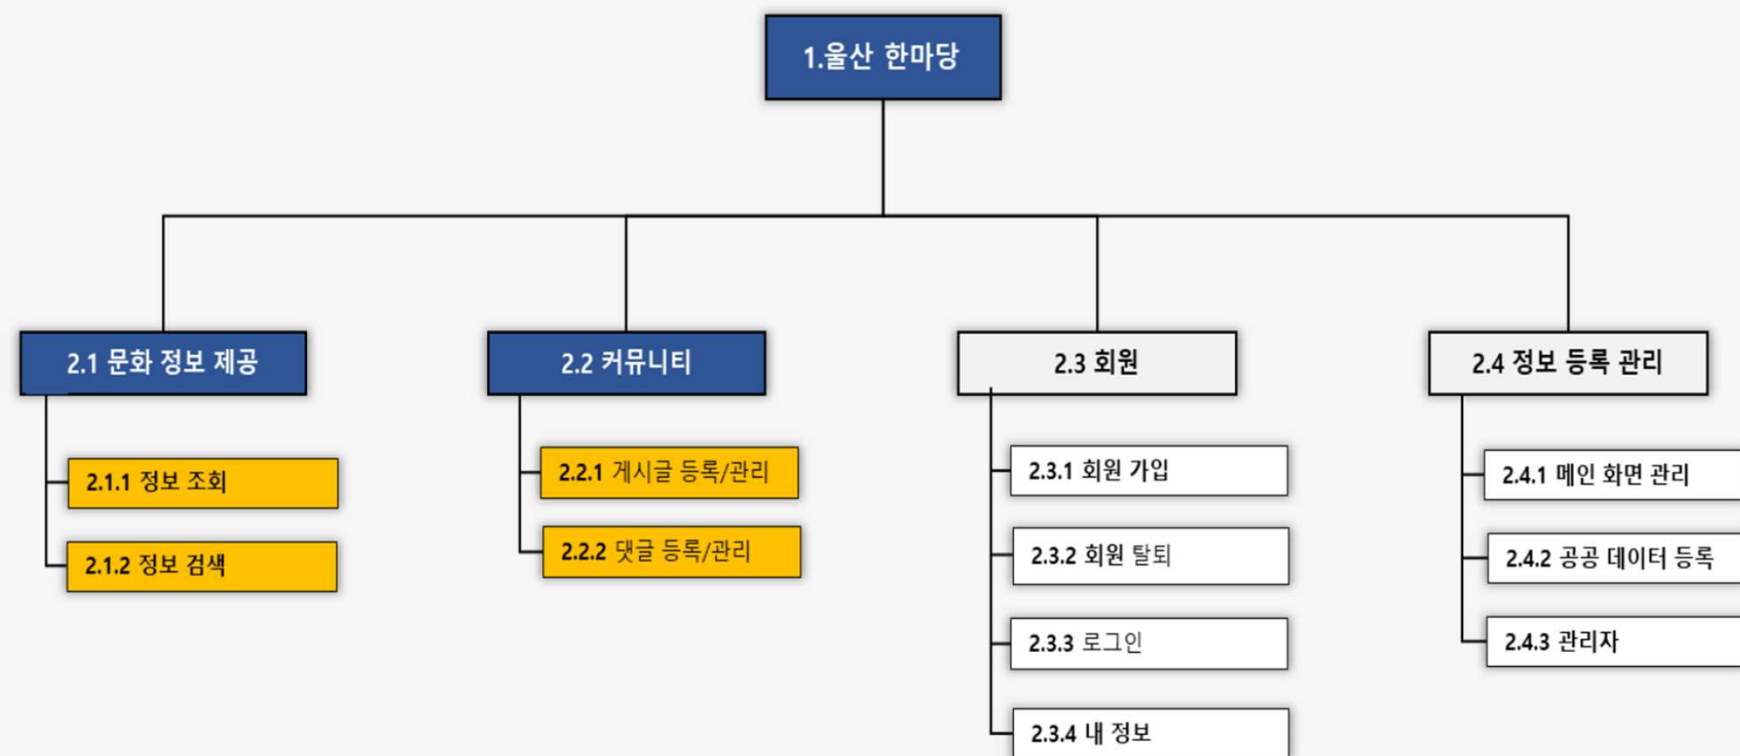 1.울산 한마당
2.1 문화 정보 제공
2.1.1 정보 조회
2.1.2 정보 검색
2.2 커뮤니티
2.2.1 게시글 등록/관리
2.2.2 댓글 등록/관리
2.3 회원
2.3.1 회원 가입
2.3.2 회원 탈퇴
2.3.3 로그인
2.3.4 내 정보
2.4 정보 등록 관리
2.4.1 메인 화면 관리
2.4.2 공공 데이터 등록
2.4.3 관리자